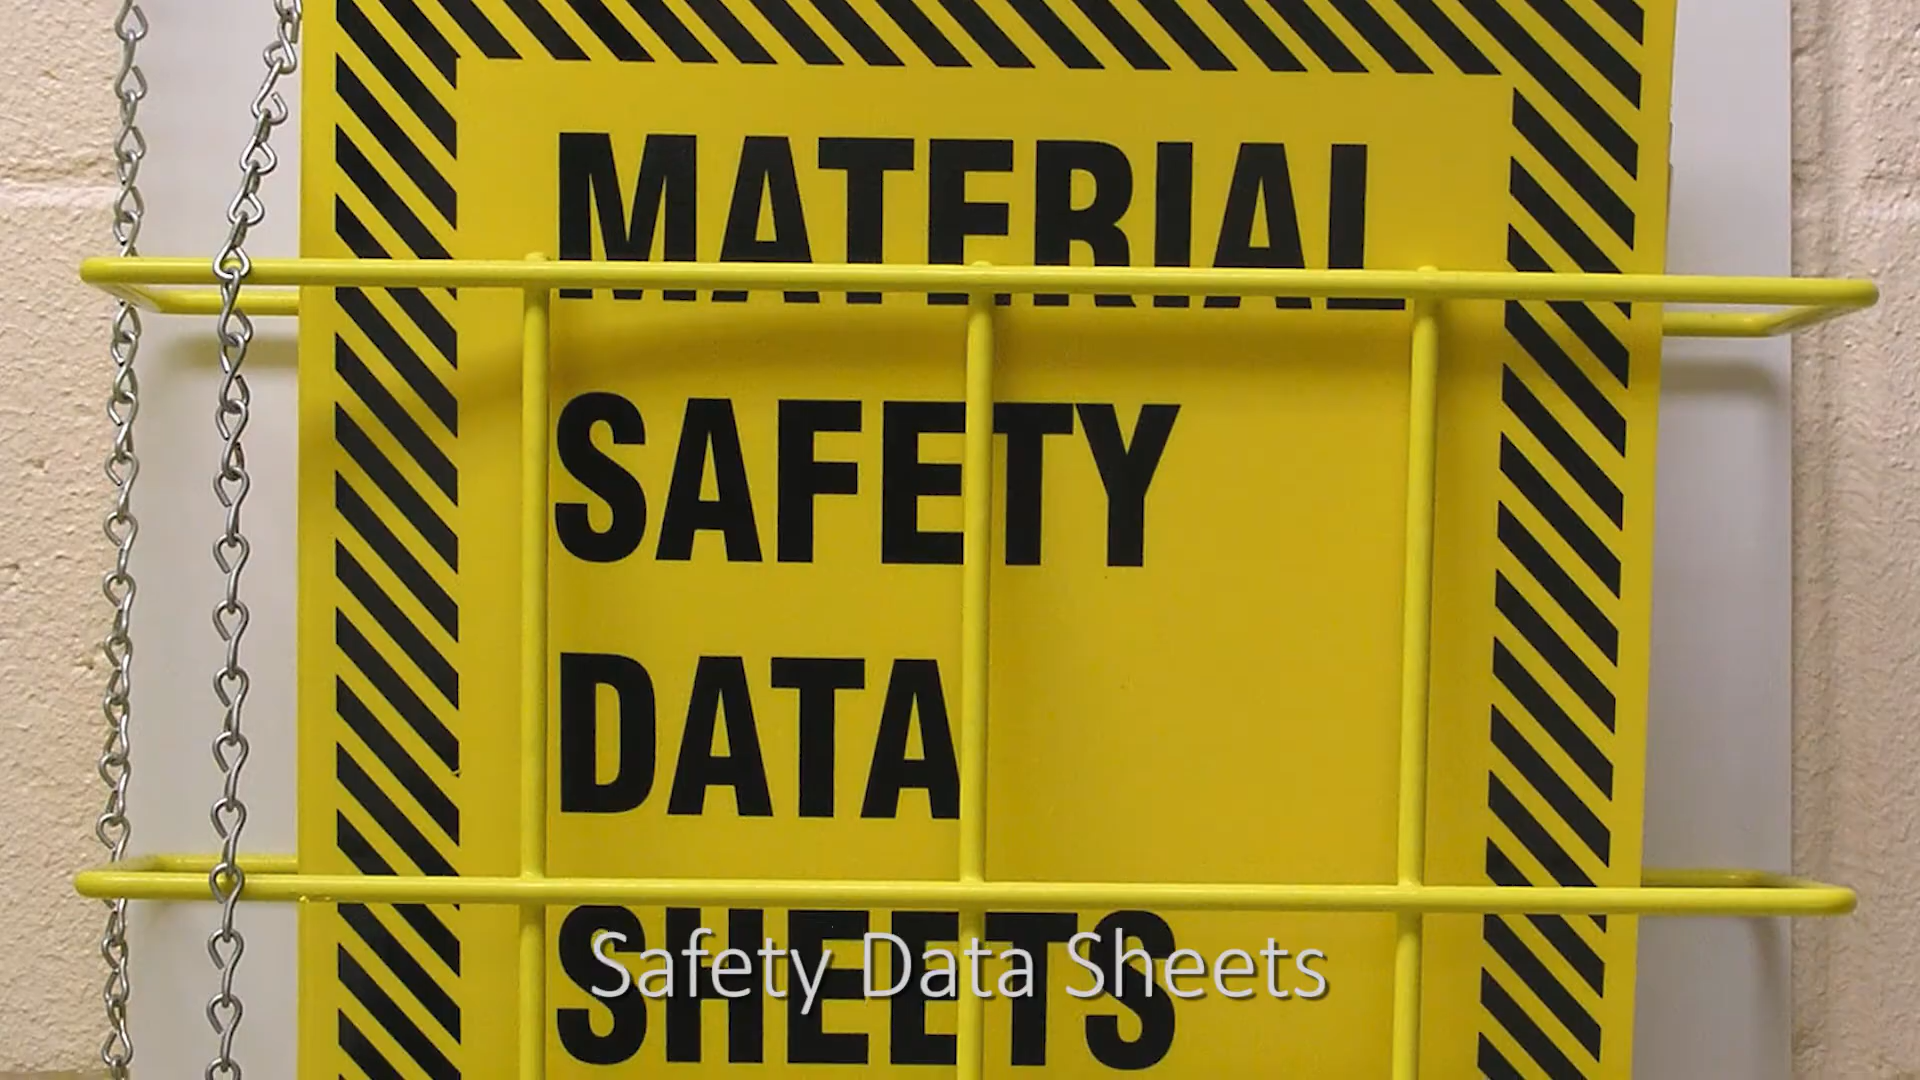 MATERIAL
SAFETY
DATA
SHEETS
Safety Data Sheets